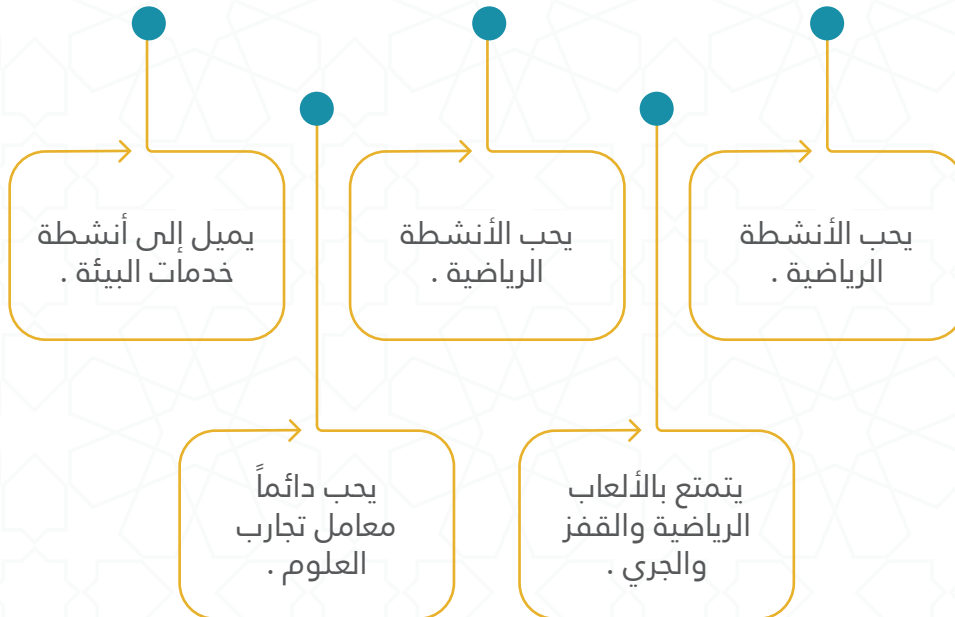 يحب الأنشطة
الرياضية .
يتمتع بالألعاب
الرياضية والقفز
والجري .
يحب الأنشطة
الرياضية .
يحب دائماً
معامل تجارب
العلوم .
يميل إلى أنشطة
خدمات البيئة .